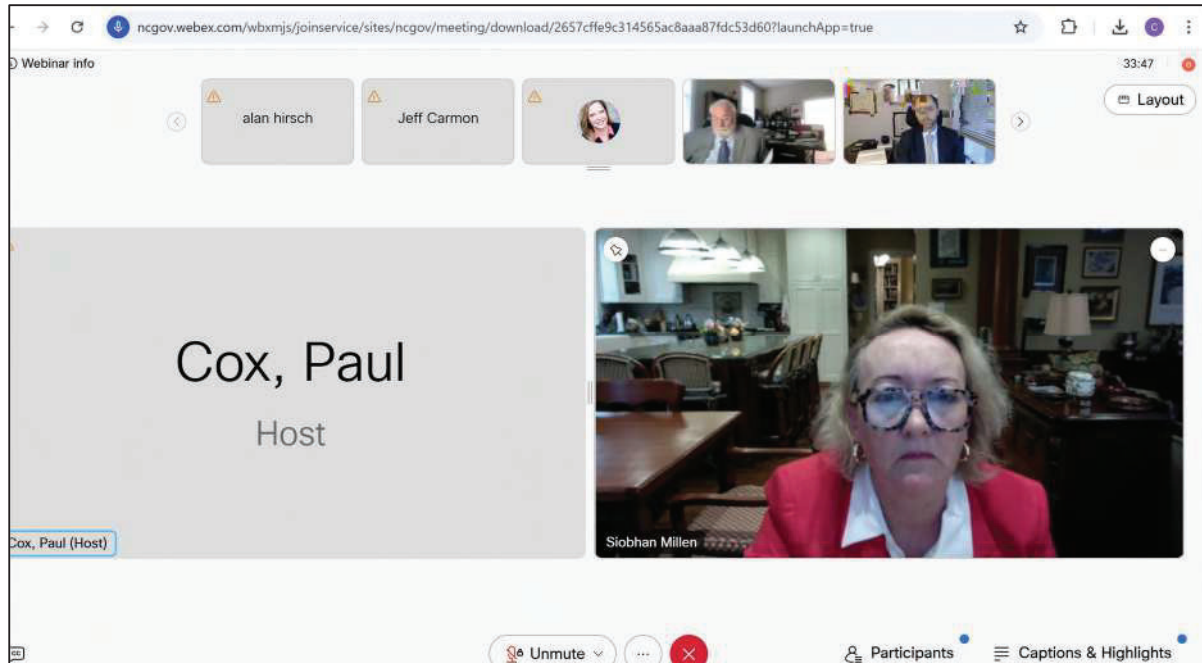 ncgov.webex.com/wbxmjs/joinservice/sites/ncgov/meeting/download/2657cffe9c314565ac8aaa87fdc53d60?launchApp=true
Webinar info
33:47
alan hirsch
Jeff Carmon
Layout
Cox, Paul
Host
Cox, Paul (Host)
Siobhan Millen
Unmute
Participants
Captions & Highlights